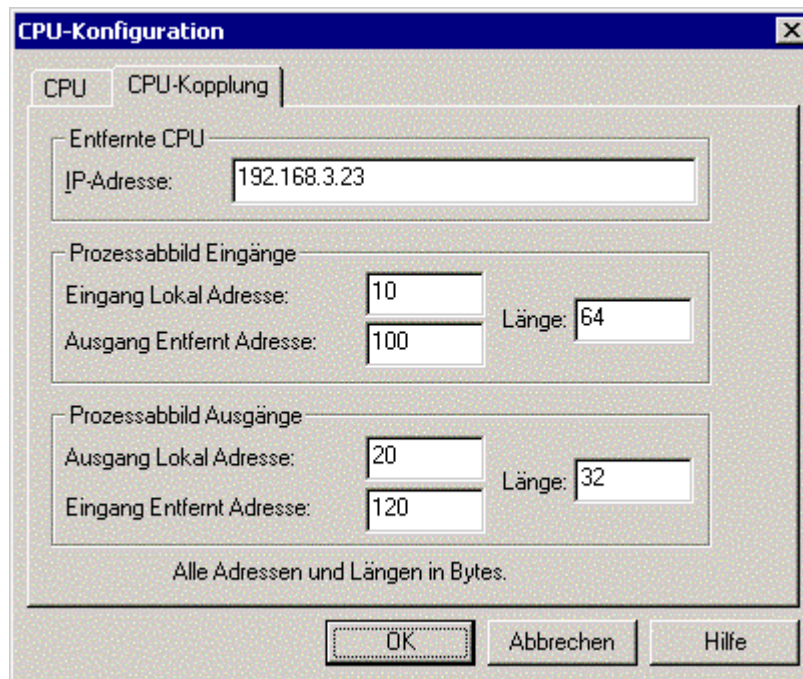 CPU-Konfiguration
CPU
CPU-Kopplung
Entfernte CPU
IP-Adresse: 192.168.3.23
Prozessabbild Eingänge
Eingang Lokal Adresse: 10
Länge: 64
Ausgang Entfernt Adresse: 100
Prozessabbild Ausgänge
Ausgang Lokal Adresse: 20
Länge: 32
Eingang Entfernt Adresse: 120
Alle Adressen und Längen in Bytes.
OK
Abbrechen
Hilfe